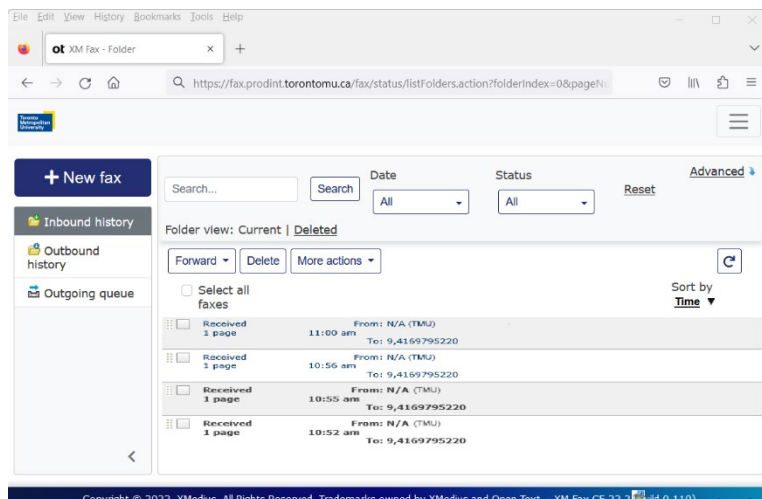 File Edit View History Bookmarks Tools Help
ot XM Fax - Folder
https://fax.prodint.torontomu.ca/fax/status/listFolders.action?folderIndex=0&pageN
Toronto
Metropolitan
University
+ New fax
Inbound history
Outbound
history
Outgoing queue
Search...
Search
Date
All
Status
All
Reset
Advanced
Folder view: Current | Deleted
Forward
Delete
More actions
Select all
faxes
Sort by
Time ▼
Received From: N/A (TMU)
1 page 11:00 am
To: 9,4169795220
Received From: N/A (TMU)
1 page 10:56 am
To: 9,4169795220
Received From: N/A (TMU)
1 page 10:55 am
To: 9,4169795220
Received From: N/A (TMU)
1 page 10:52 am
To: 9,4169795220
Copyright © 2022, XMedius. All Rights Reserved. Trademarks owned by XMedius and Open Text.